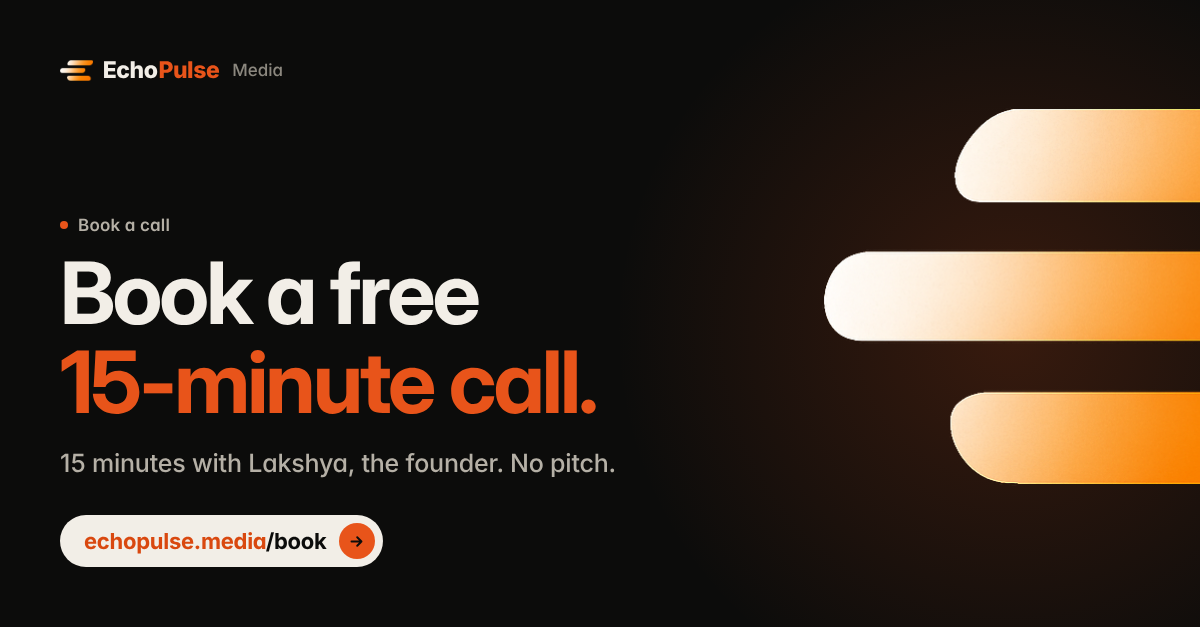 EchoPulse Media
Book a call
Book a free
15-minute call.
15 minutes with Lakshya, the founder. No pitch.
echopulse.media/book